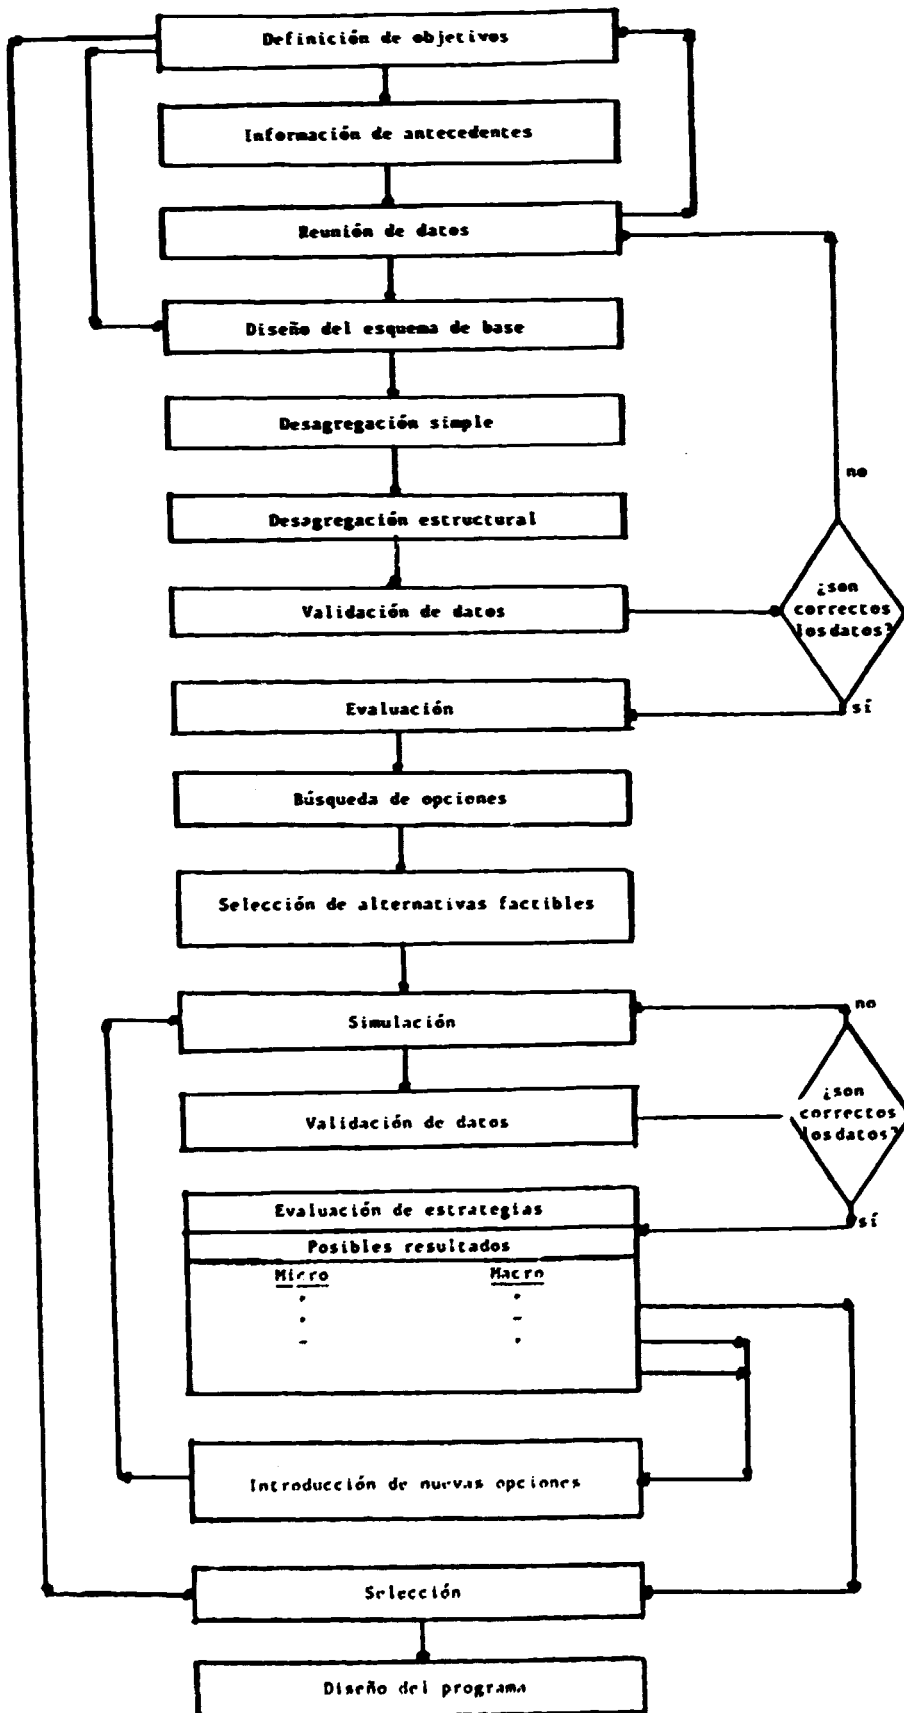 Definición de objetivos
Información de antecedentes
Reunión de datos
Diseño del esquema de base
Desagregación simple
Desagregación estructural
no
¿son
correctos
los datos?
Validación de datos
sí
Evaluación
Búsqueda de opciones
Selección de alternativas factibles
no
Simulación
¿son
correctos
los datos?
Validación de datos
sí
Evaluación de estrategias
Posibles resultados
Micro Macro
Introducción de nuevas opciones
Selección
Diseño del programa